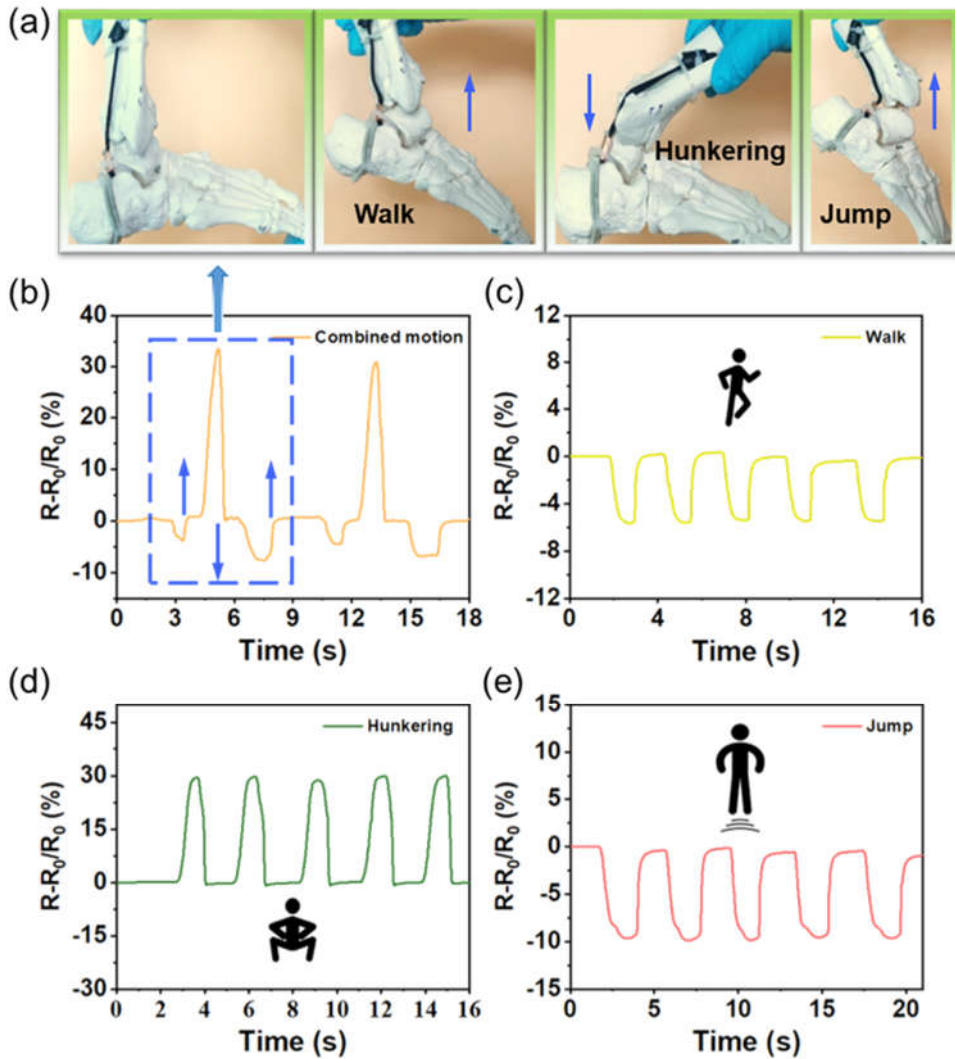 (a)
Walk
Hunkering
Jump
(b)
Combined motion
R-R₀/R₀ (%)
40
30
20
10
0
-10
0 3 6 9 12 15 18
Time (s)
(c)
Walk
R-R₀/R₀ (%)
12
8
4
0
-4
-8
-12
0 4 8 12 16
Time (s)
(d)
Hunkering
R-R₀/R₀ (%)
45
30
15
0
-15
-30
0 2 4 6 8 10 12 14 16
Time (s)
(e)
Jump
R-R₀/R₀ (%)
15
10
5
0
-5
-10
-15
0 5 10 15 20
Time (s)